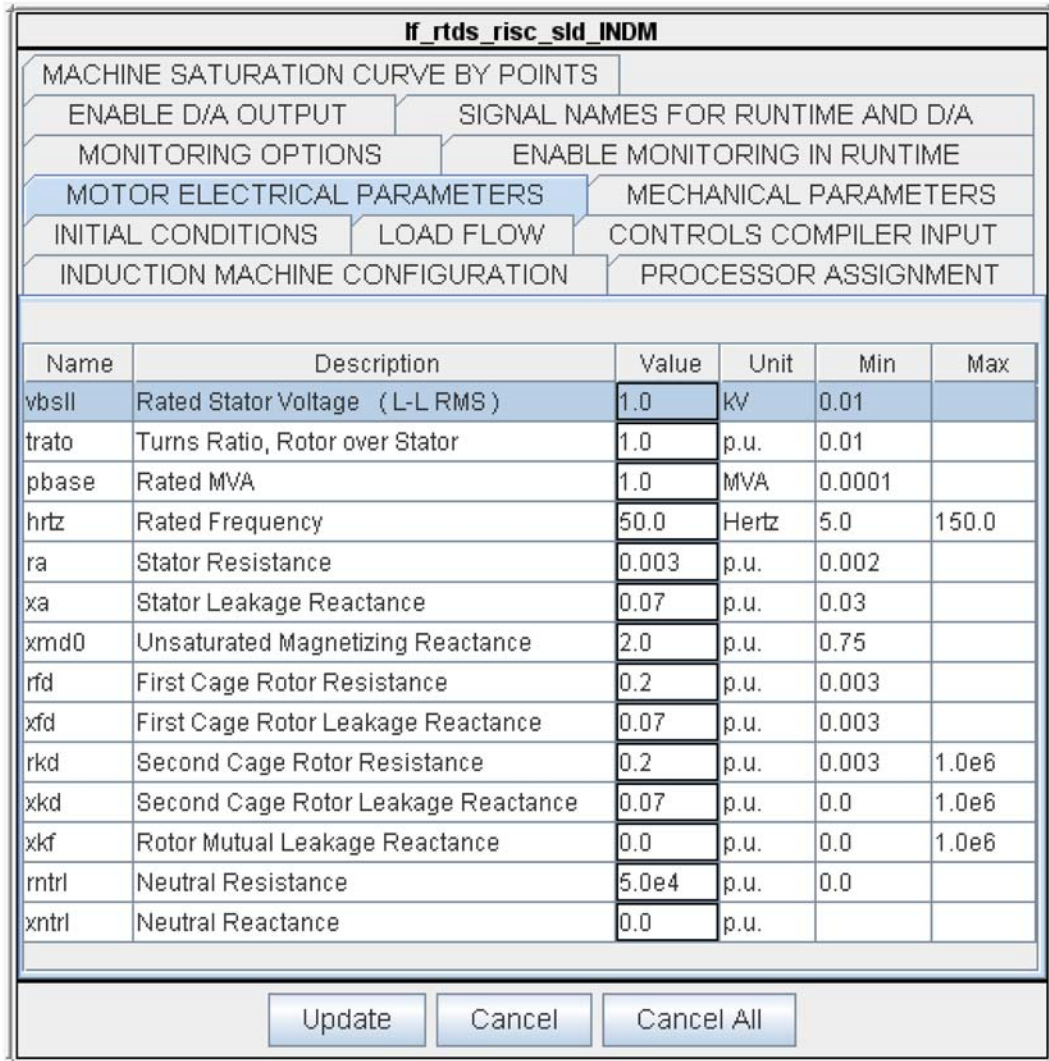 lf_rtds_risc_sld_INDM
MACHINE SATURATION CURVE BY POINTS
ENABLE D/A OUTPUT SIGNAL NAMES FOR RUNTIME AND D/A
MONITORING OPTIONS ENABLE MONITORING IN RUNTIME
MOTOR ELECTRICAL PARAMETERS MECHANICAL PARAMETERS
INITIAL CONDITIONS LOAD FLOW CONTROLS COMPILER INPUT
INDUCTION MACHINE CONFIGURATION PROCESSOR ASSIGNMENT
Name Description Value Unit Min Max
vbsll Rated Stator Voltage ( L-L RMS ) 1.0 kV 0.01
trato Turns Ratio, Rotor over Stator 1.0 p.u. 0.01
pbase Rated MVA 1.0 MVA 0.0001
hrtz Rated Frequency 50.0 Hertz 5.0 150.0
ra Stator Resistance 0.003 p.u. 0.002
xa Stator Leakage Reactance 0.07 p.u. 0.03
xmd0 Unsaturated Magnetizing Reactance 2.0 p.u. 0.75
rfd First Cage Rotor Resistance 0.2 p.u. 0.003
xfd First Cage Rotor Leakage Reactance 0.07 p.u. 0.003
rkd Second Cage Rotor Resistance 0.2 p.u. 0.003 1.0e6
xkd Second Cage Rotor Leakage Reactance 0.07 p.u. 0.0 1.0e6
xkf Rotor Mutual Leakage Reactance 0.0 p.u. 0.0 1.0e6
rntrl Neutral Resistance 5.0e4 p.u. 0.0
xntrl Neutral Reactance 0.0 p.u.
Update Cancel Cancel All